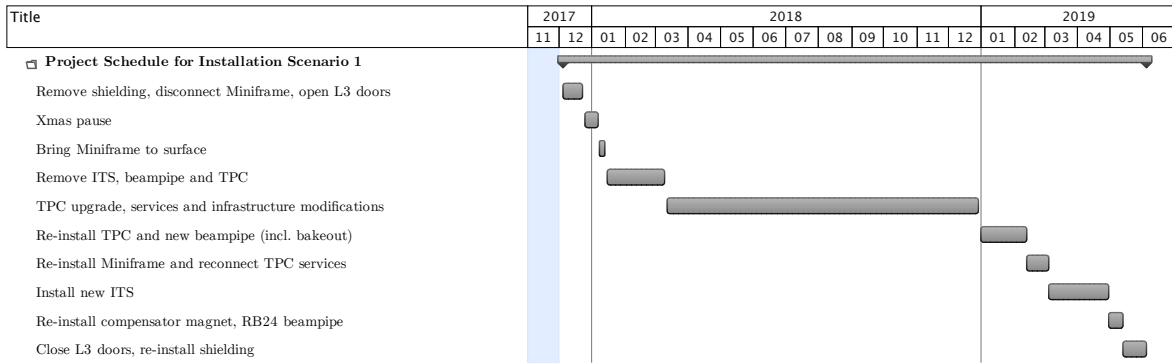 Title 2017 2018 2019
11 12 01 02 03 04 05 06 07 08 09 10 11 12 01 02 03 04 05 06
Project Schedule for Installation Scenario 1
Remove shielding, disconnect Miniframe, open L3 doors
Xmas pause
Bring Miniframe to surface
Remove ITS, beampipe and TPC
TPC upgrade, services and infrastructure modifications
Re-install TPC and new beampipe (incl. bakeout)
Re-install Miniframe and reconnect TPC services
Install new ITS
Re-install compensator magnet, RB24 beampipe
Close L3 doors, re-install shielding